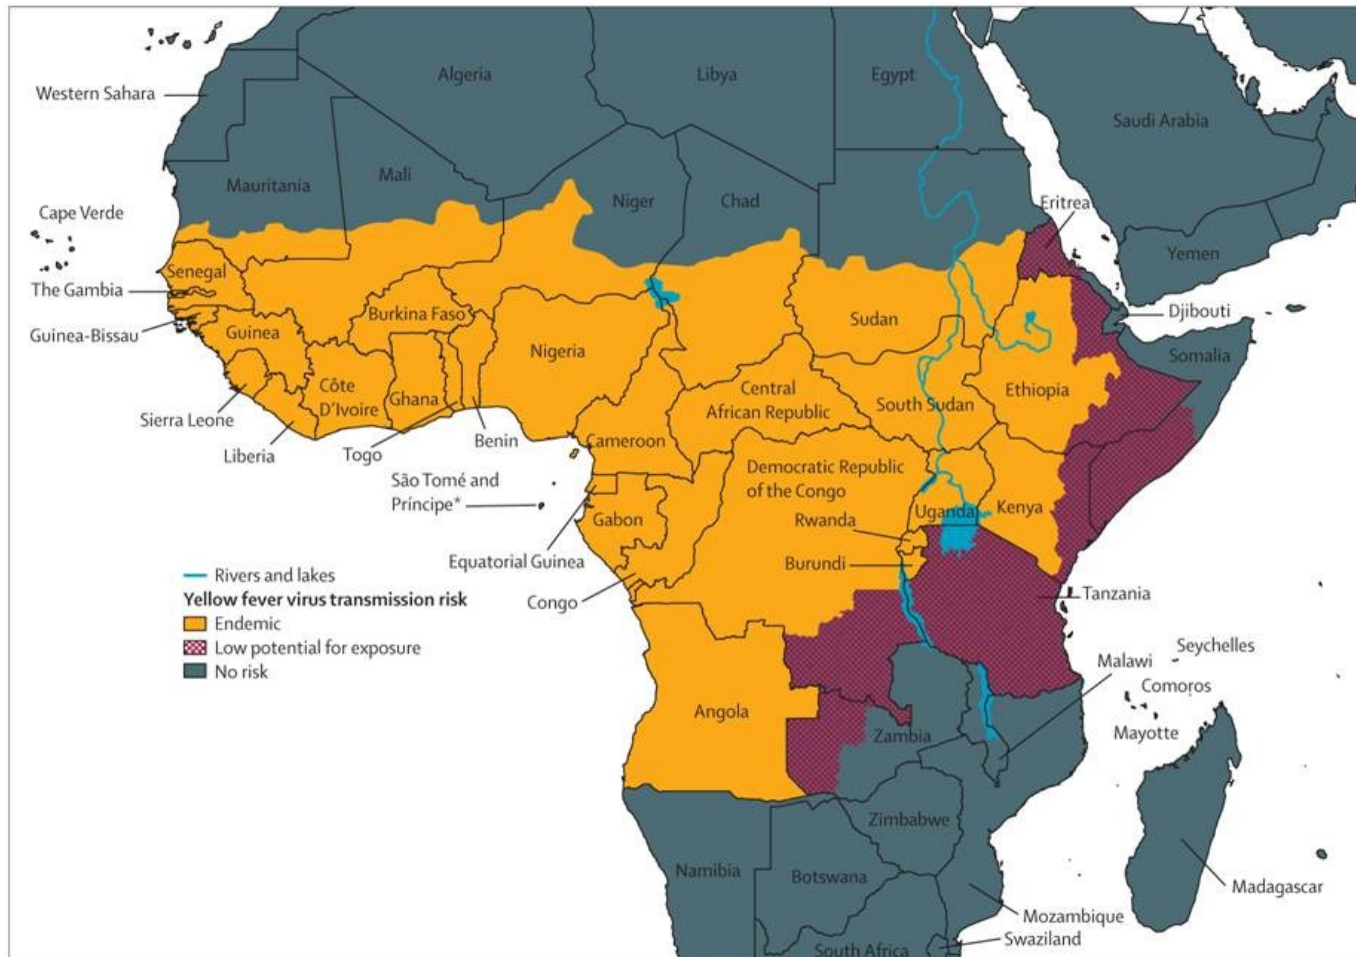 Algeria
Libya
Egypt
Western Sahara
Saudi Arabia
Mali
Mauritania
Niger
Chad
Eritrea
Cape Verde
Yemen
Senegal
The Gambia
Djibouti
Burkina Faso
Sudan
Guinea-Bissau
Guinea
Nigeria
Somalia
Côte
D'Ivoire
Ghana
Central
African Republic
Ethiopia
South Sudan
Sierra Leone
Benin
Cameroon
Liberia
Togo
Democratic Republic
of the Congo
São Tomé and
Príncipe*
Gabon
Uganda
Kenya
Rwanda
Equatorial Guinea
Burundi
Congo
Tanzania
Rivers and lakes
Yellow fever virus transmission risk
Endemic
Low potential for exposure
No risk
Seychelles
Malawi
Comoros
Angola
Mayotte
Zambia
Zimbabwe
Namibia
Botswana
Madagascar
Mozambique
Swaziland
South Africa